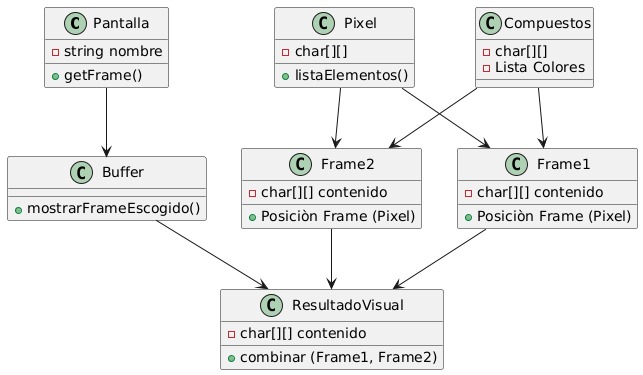 C Pantalla
string nombre
getFrame()
C Pixel
char[][]
listaElementos()
C Compuestos
char[][]
Lista Colores
C Buffer
mostrarFrameEscogido()
C Frame2
char[][] contenido
Posiciòn Frame (Pixel)
C Frame1
char[][] contenido
Posiciòn Frame (Pixel)
C ResultadoVisual
char[][] contenido
combinar (Frame1, Frame2)